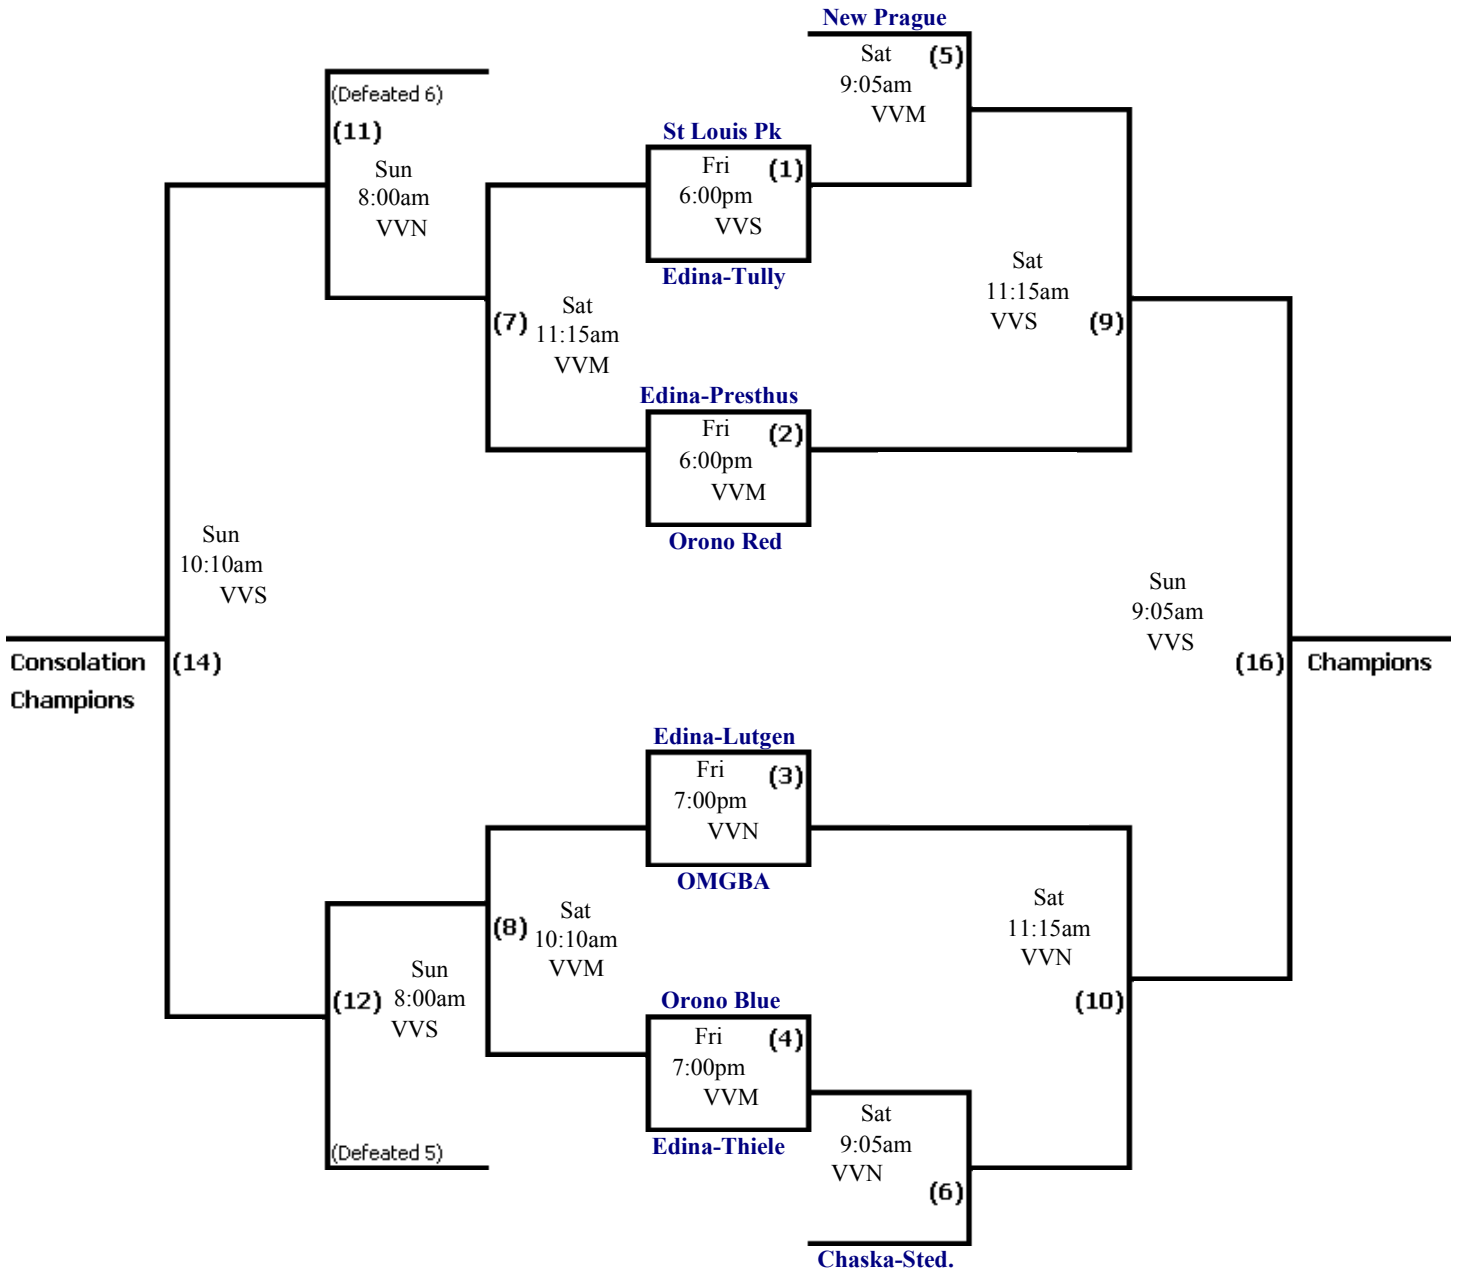 New Prague
Sat
(5)
9:05am
VVM
(Defeated 6)
(11)
Sun
8:00am
VVN
St Louis Pk
Fri
(1)
6:00pm
VVS
Edina-Tully
Sat
(7)
11:15am
VVM
Sat
11:15am
VVS
(9)
Edina-Presthus
Fri
(2)
6:00pm
VVM
Orono Red
Sun
10:10am
VVS
Consolation
(14)
Champions
Sun
9:05am
VVS
(16)
Champions
Edina-Lutgen
Fri
(3)
7:00pm
VVN
OMGBA
Sat
(8)
10:10am
VVM
Sat
11:15am
VVN
(10)
Sun
(12)
8:00am
VVS
Orono Blue
Fri
(4)
7:00pm
VVM
Edina-Thiele
Sat
9:05am
VVN
(6)
(Defeated 5)
Chaska-Sted.